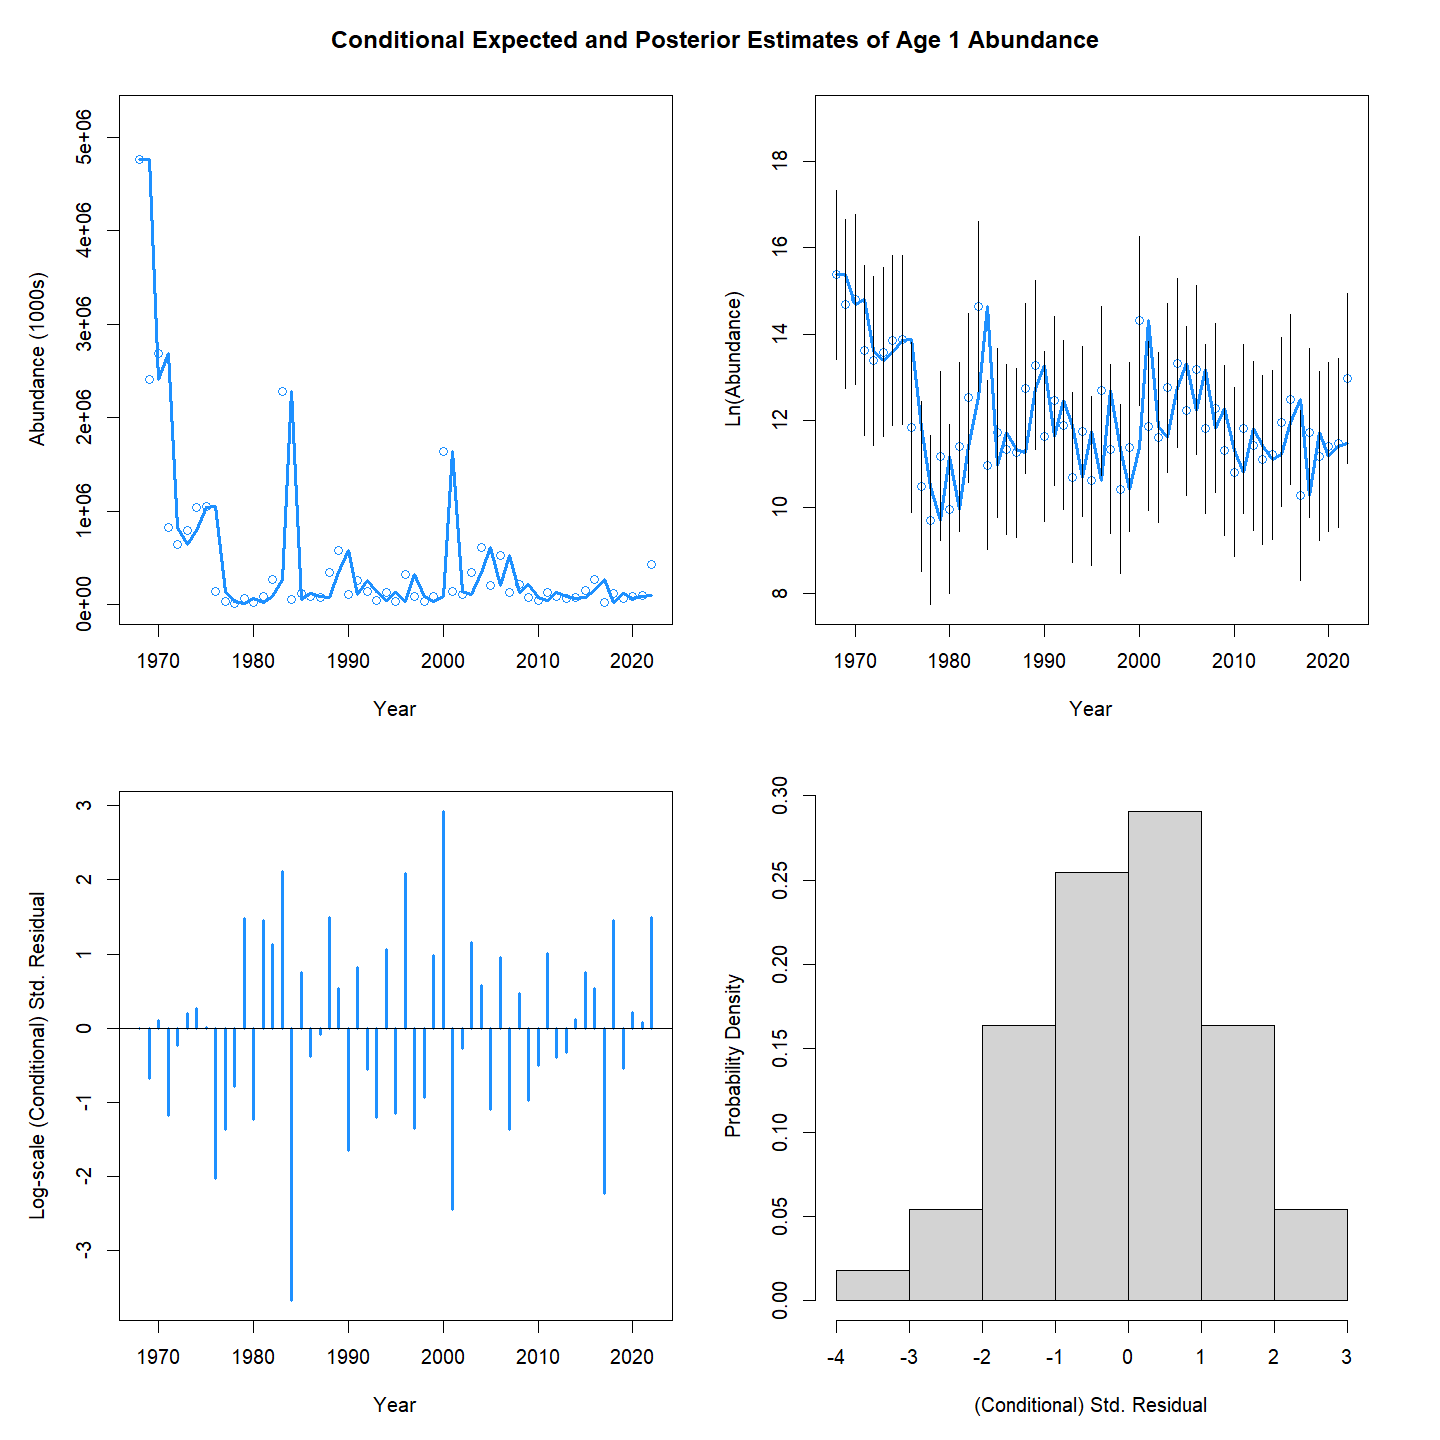 Conditional Expected and Posterior Estimates of Age 1 Abundance
Abundance (1000s)
0e+00 1e+06 2e+06 3e+06 4e+06 5e+06
1970 1980 1990 2000 2010 2020
Year
Ln(Abundance)
8 10 12 14 16 18
1970 1980 1990 2000 2010 2020
Year
Log-scale (Conditional) Std. Residual
-3 -2 -1 0 1 2 3
1970 1980 1990 2000 2010 2020
Year
Probability Density
0.00 0.05 0.10 0.15 0.20 0.25 0.30
-4 -3 -2 -1 0 1 2 3
(Conditional) Std. Residual